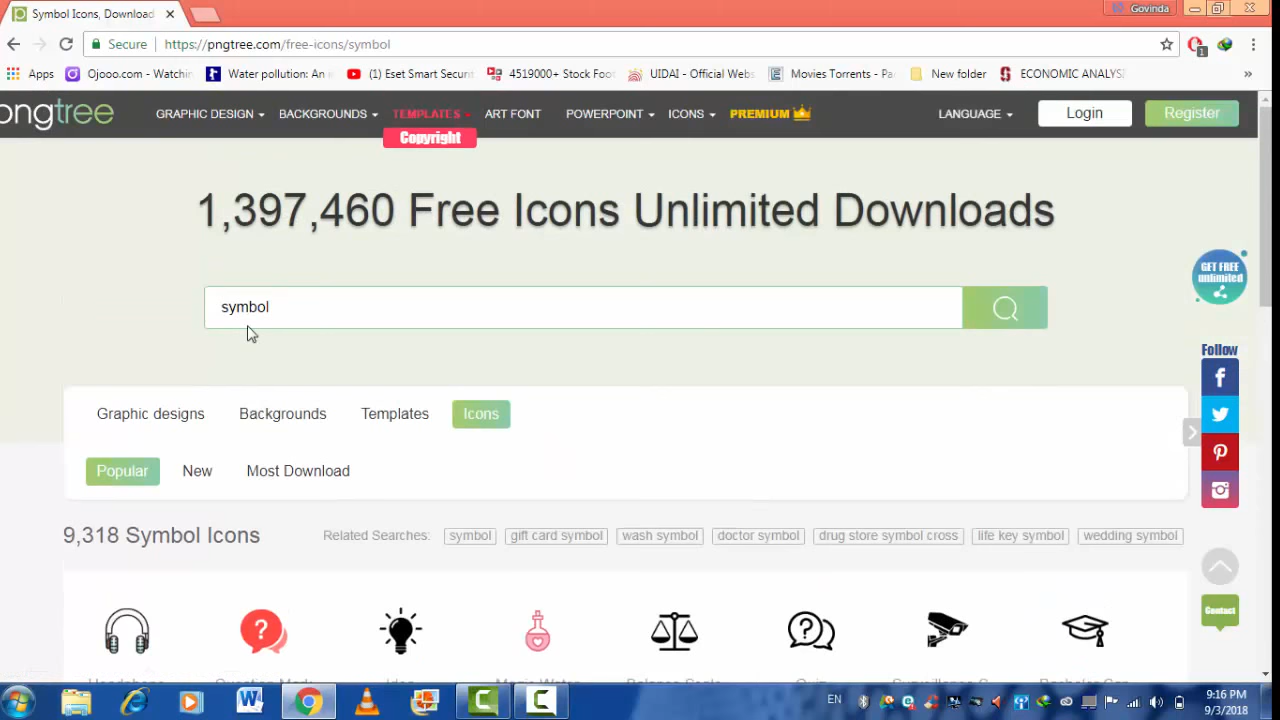 Symbol Icons, Download
Govinda
Secure
https://pngtree.com/free-icons/symbol
1
Apps
Ojooo.com - Watchin
Water pollution: An i
(1) Eset Smart Securi
4519000+ Stock Foot
UIDAI - Official Webs
Movies Torrents - Pa
New folder
ECONOMIC ANALYSI
»
pngtree
GRAPHIC DESIGN
BACKGROUNDS
TEMPLATES
ART FONT
POWERPOINT
ICONS
PREMIUM
LANGUAGE
Login
Register
Copyright
1,397,460 Free Icons Unlimited Downloads
GET FREE
unlimited
symbol
Follow
Graphic designs
Backgrounds
Templates
Icons
Popular
New
Most Download
9,318 Symbol Icons
Related Searches:
symbol
gift card symbol
wash symbol
doctor symbol
drug store symbol cross
life key symbol
wedding symbol
Contact
EN
9:16 PM
9/3/2018